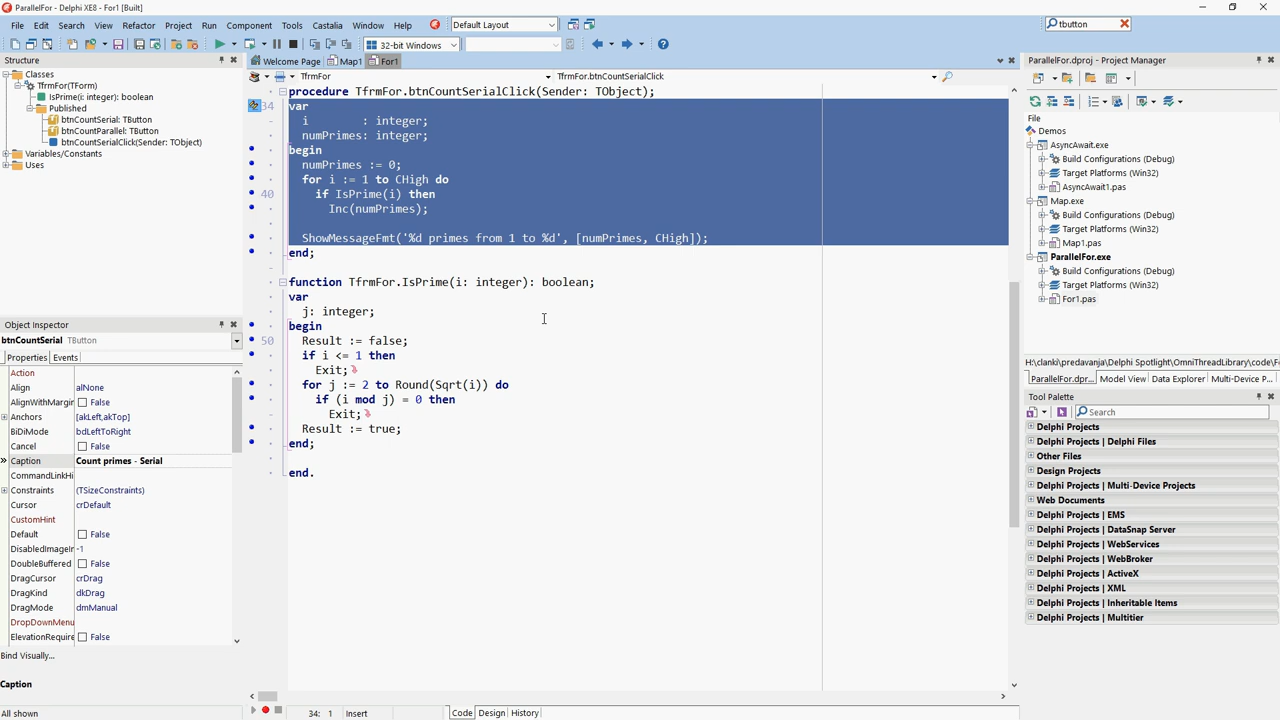 ParallelFor - Delphi XE8 - For1 [Built]
File Edit Search View Refactor Project Run Component Tools Castalia Window Help Default Layout tbutton
32-bit Windows
Structure
Classes
TfrmFor(TForm)
IsPrime(i: integer): boolean
Published
btnCountSerial: TButton
btnCountParallel: TButton
btnCountSerialClick(Sender: TObject)
Variables/Constants
Uses
Object Inspector
btnCountSerial TButton
Properties Events
Action
Align alNone
AlignWithMargin False
Anchors [akLeft,akTop]
BiDiMode bdLeftToRight
Cancel False
Caption Count primes - Serial
CommandLinkHi
Constraints (TSizeConstraints)
Cursor crDefault
CustomHint
Default False
DisabledImageIr -1
DoubleBuffered False
DragCursor crDrag
DragKind dkDrag
DragMode dmManual
DropDownMenu
ElevationRequire False
Bind Visually...
Caption
All shown
Welcome Page Map1 For1
TfrmFor TfrmFor.btnCountSerialClick
procedure TfrmFor.btnCountSerialClick(Sender: TObject);
34 var
i : integer;
numPrimes: integer;
begin
numPrimes := 0;
for i := 1 to CHigh do
40 if IsPrime(i) then
Inc(numPrimes);
ShowMessageFmt('%d primes from 1 to %d', [numPrimes, CHigh]);
end;
function TfrmFor.IsPrime(i: integer): boolean;
var
j: integer;
begin
50 Result := false;
if i <= 1 then
Exit;
for j := 2 to Round(Sqrt(i)) do
if (i mod j) = 0 then
Exit;
Result := true;
end;
end.
34: 1 Insert Code Design History
ParallelFor.dproj - Project Manager
File
Demos
AsyncAwait.exe
Build Configurations (Debug)
Target Platforms (Win32)
AsyncAwait1.pas
Map.exe
Build Configurations (Debug)
Target Platforms (Win32)
Map1.pas
ParallelFor.exe
Build Configurations (Debug)
Target Platforms (Win32)
For1.pas
H:\clanki\predavanja\Delphi Spotlight\OmniThreadLibrary\code\F
ParallelFor.dpr... Model View Data Explorer Multi-Device P...
Tool Palette
Search
Delphi Projects
Delphi Projects | Delphi Files
Other Files
Design Projects
Delphi Projects | Multi-Device Projects
Web Documents
Delphi Projects | EMS
Delphi Projects | DataSnap Server
Delphi Projects | WebServices
Delphi Projects | WebBroker
Delphi Projects | ActiveX
Delphi Projects | XML
Delphi Projects | Inheritable Items
Delphi Projects | Multitier